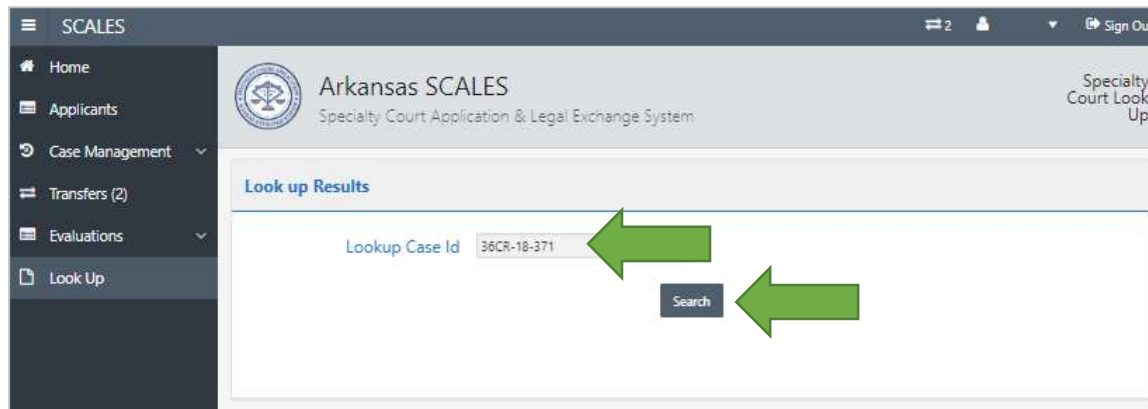 SCALES
2
Sign Ou
Home
Applicants
Case Management
Transfers (2)
Evaluations
Look Up
Arkansas SCALES
Specialty Court Application & Legal Exchange System
Specialty
Court Look
Up
Look up Results
Lookup Case Id 36CR-18-371
Search